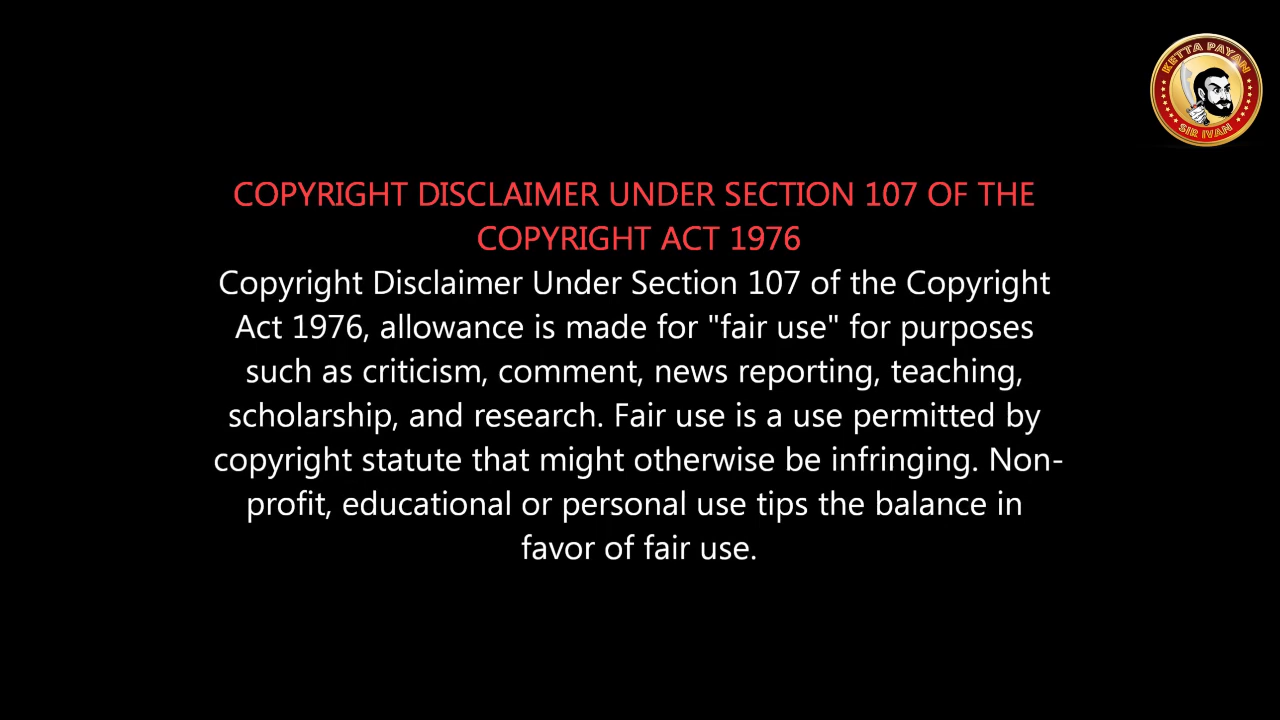 KETTA PAYAN
SIR IVAN
COPYRIGHT DISCLAIMER UNDER SECTION 107 OF THE
COPYRIGHT ACT 1976
Copyright Disclaimer Under Section 107 of the Copyright
Act 1976, allowance is made for "fair use" for purposes
such as criticism, comment, news reporting, teaching,
scholarship, and research. Fair use is a use permitted by
copyright statute that might otherwise be infringing. Non-
profit, educational or personal use tips the balance in
favor of fair use.